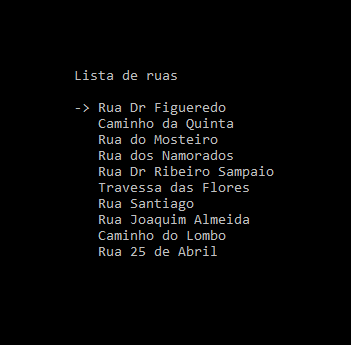 Lista de ruas
-> Rua Dr Figueredo
Caminho da Quinta
Rua do Mosteiro
Rua dos Namorados
Rua Dr Ribeiro Sampaio
Travessa das Flores
Rua Santiago
Rua Joaquim Almeida
Caminho do Lombo
Rua 25 de Abril